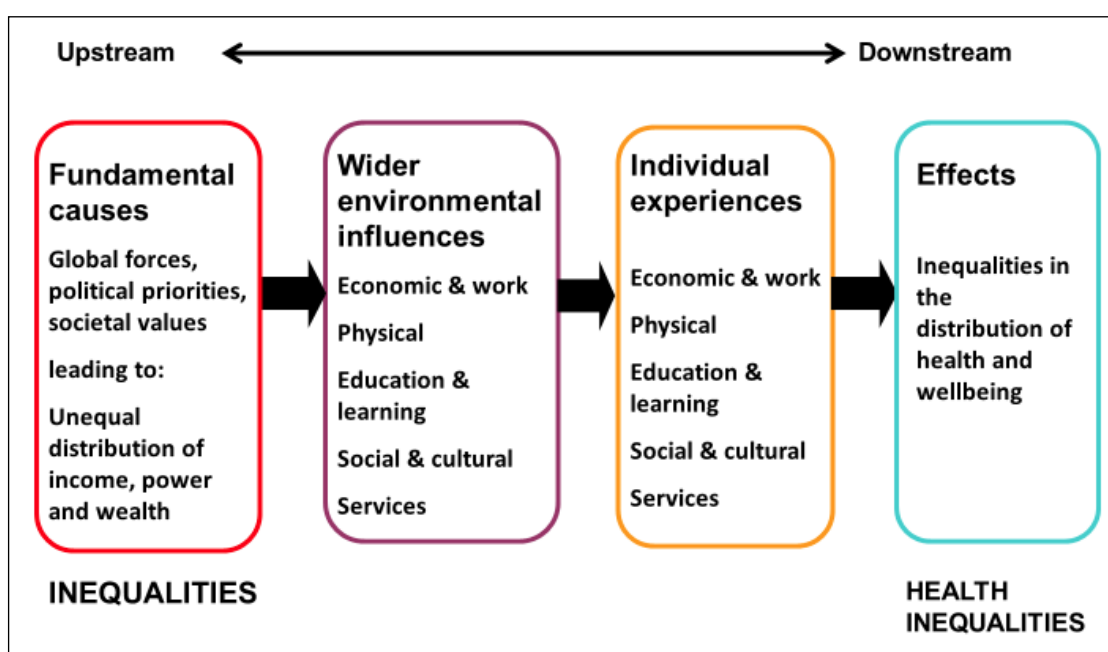 Upstream
Downstream
Fundamental
causes
Global forces,
political priorities,
societal values
leading to:
Unequal
distribution of
income, power
and wealth
Wider
environmental
influences
Economic & work
Physical
Education &
learning
Social & cultural
Services
Individual
experiences
Economic & work
Physical
Education &
learning
Social & cultural
Services
Effects
Inequalities in
the
distribution of
health and
wellbeing
INEQUALITIES
HEALTH
INEQUALITIES